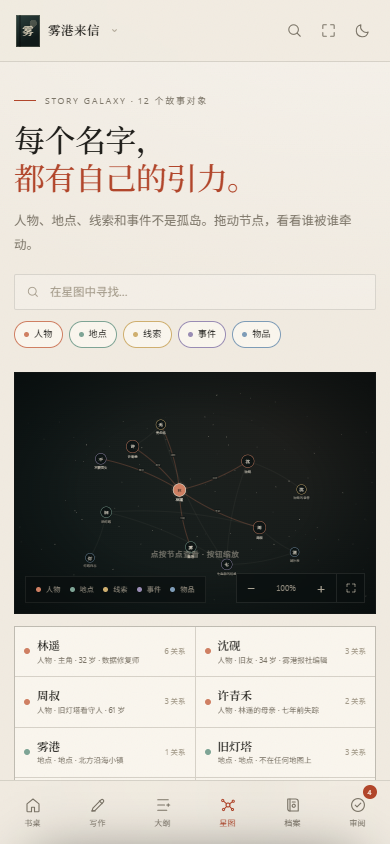 雾 雾港来信
STORY GALAXY · 12 个故事对象
每个名字，
都有自己的引力。
人物、地点、线索和事件不是孤岛。拖动节点，看看谁被谁牵
动。
在星图中寻找...
人物 地点 线索 事件 物品
点按节点查看 · 按钮缩放
人物 地点 线索 事件 物品
− 100% +
林遥
人物 · 主角 · 32 岁 · 数据修复师
6 关系
沈砚
人物 · 旧友 · 34 岁 · 雾港报社编辑
3 关系
周叔
人物 · 旧灯塔看守人 · 61 岁
3 关系
许青禾
人物 · 林遥的母亲 · 七年前失踪
2 关系
雾港
地点 · 地点 · 北方沿海小镇
1 关系
旧灯塔
地点 · 地点 · 不在任何地图上
3 关系
4
书桌 写作 大纲 星图 档案 审阅